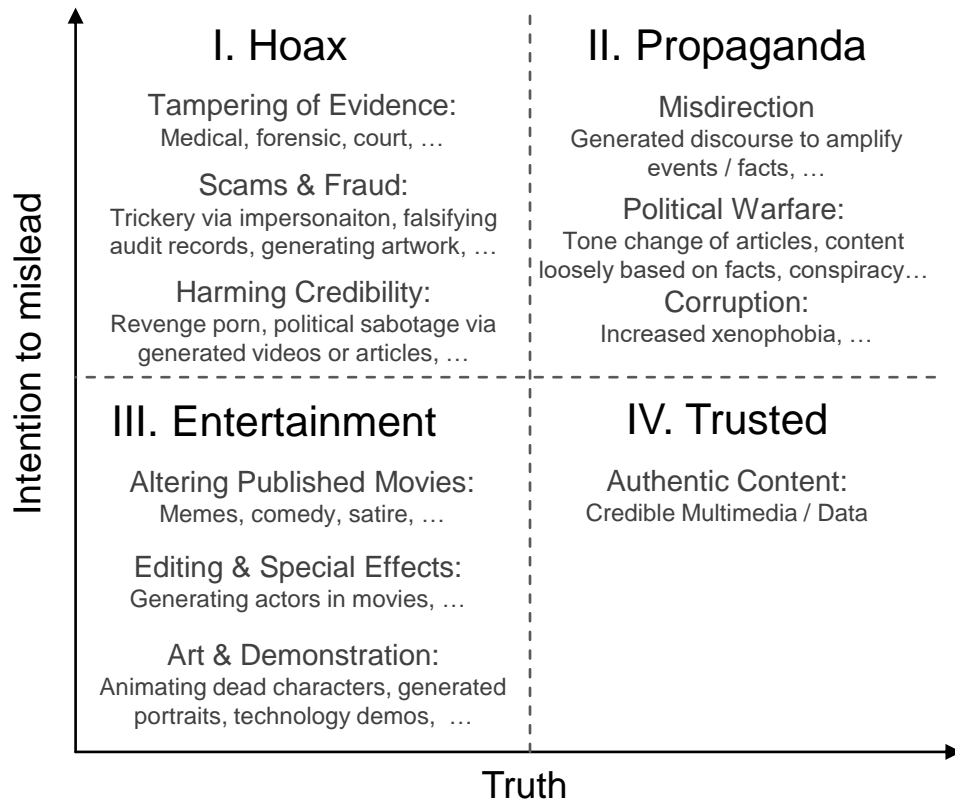 I. Hoax
Tampering of Evidence:
Medical, forensic, court, …
Scams & Fraud:
Trickery via impersonaiton, falsifying
audit records, generating artwork, …
Harming Credibility:
Revenge porn, political sabotage via
generated videos or articles, …
II. Propaganda
Misdirection
Generated discourse to amplify
events / facts, …
Political Warfare:
Tone change of articles, content
loosely based on facts, conspiracy…
Corruption:
Increased xenophobia, …
III. Entertainment
Altering Published Movies:
Memes, comedy, satire, …
Editing & Special Effects:
Generating actors in movies, …
Art & Demonstration:
Animating dead characters, generated
portraits, technology demos, …
IV. Trusted
Authentic Content:
Credible Multimedia / Data
Intention to mislead
Truth